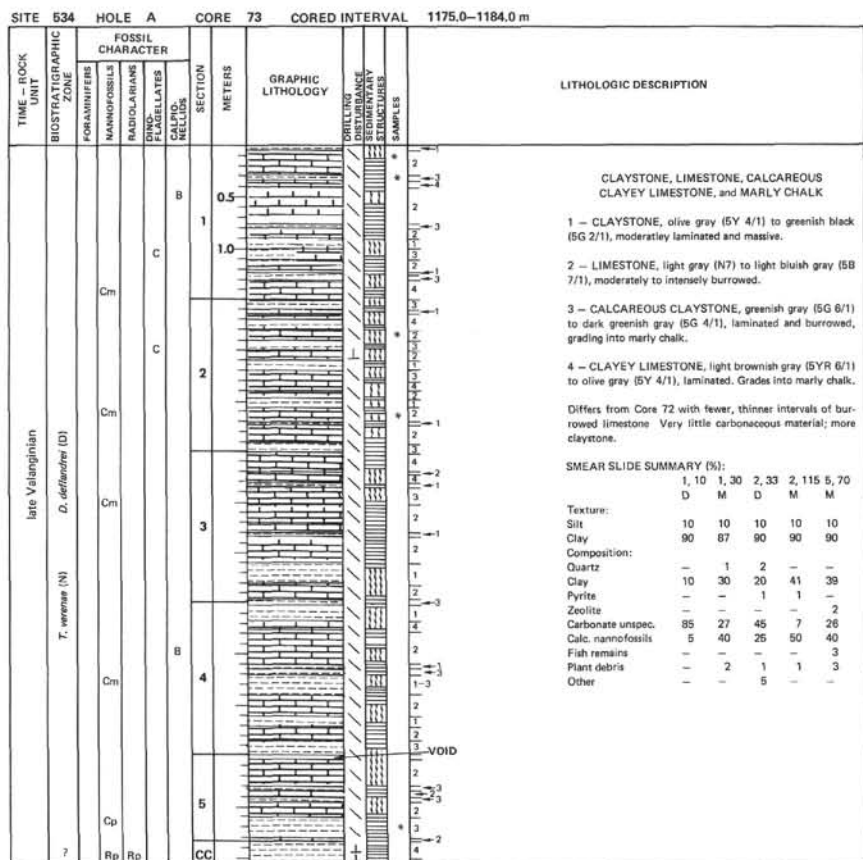 SITE 534 HOLE A CORE 73 CORED INTERVAL 1175.0–1184.0 m
TIME – ROCK UNIT
BIOSTRATIGRAPHIC ZONE
FOSSIL CHARACTER
FORAMINIFERS
NANNOFOSSILS
RADIOLARIANS
DINO-FLAGELLATES
CALPIO-NELLIDS
SECTION
METERS
GRAPHIC LITHOLOGY
DRILLING DISTURBANCE
SEDIMENTARY STRUCTURES
SAMPLES
LITHOLOGIC DESCRIPTION
late Valanginian
D. deflandrei (D)
T. verenae (N)
?
Cm
Cm
Cm
Cm
Cp
Rp
Rp
C
C
B
B
1
0.5
1.0
2
3
4
5
CC
VOID
CLAYSTONE, LIMESTONE, CALCAREOUS
CLAYEY LIMESTONE, and MARLY CHALK
1 – CLAYSTONE, olive gray (5Y 4/1) to greenish black
(5G 2/1), moderatley laminated and massive.
2 – LIMESTONE, light gray (N7) to light bluish gray (5B
7/1), moderately to intensely burrowed.
3 – CALCAREOUS CLAYSTONE, greenish gray (5G 6/1)
to dark greenish gray (5G 4/1), laminated and burrowed,
grading into marly chalk.
4 – CLAYEY LIMESTONE, light brownish gray (5YR 6/1)
to olive gray (5Y 4/1), laminated. Grades into marly chalk.
Differs from Core 72 with fewer, thinner intervals of bur-
rowed limestone Very little carbonaceous material; more
claystone.
SMEAR SLIDE SUMMARY (%):
1, 10 1, 30 2, 33 2, 115 5, 70
D M D M M
Texture:
Silt 10 10 10 10 10
Clay 90 87 90 90 90
Composition:
Quartz – 1 2 – –
Clay 10 30 20 41 39
Pyrite – – 1 1 –
Zeolite – – – – 2
Carbonate unspec. 85 27 45 7 26
Calc. nannofossils 5 40 25 50 40
Fish remains – – – – 3
Plant debris – 2 1 1 3
Other – – 5 – –